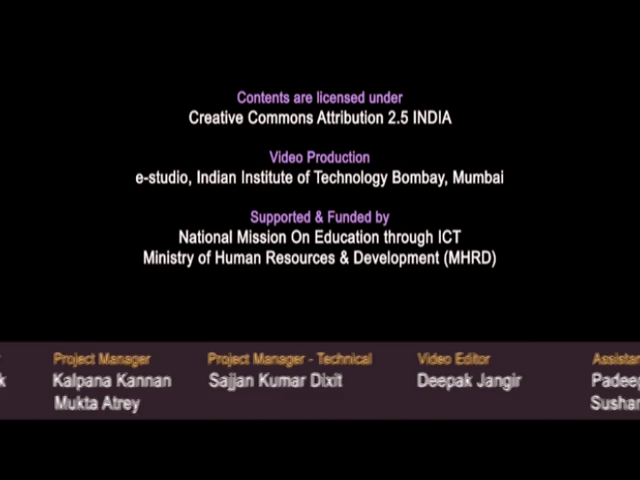 Contents are licensed under
Creative Commons Attribution 2.5 INDIA
Video Production
e-studio, Indian Institute of Technology Bombay, Mumbai
Supported & Funded by
National Mission On Education through ICT
Ministry of Human Resources & Development (MHRD)
Project Manager
Kalpana Kannan
Mukta Atrey
Project Manager - Technical
Sajjan Kumar Dixit
Video Editor
Deepak Jangir